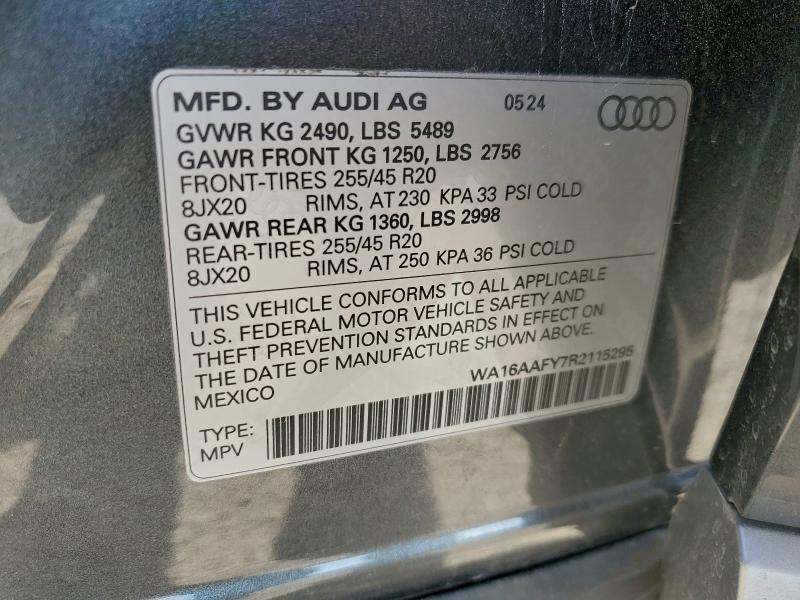 MFD. BY AUDI AG 0524
GVWR KG 2490, LBS 5489
GAWR FRONT KG 1250, LBS 2756
FRONT-TIRES 255/45 R20
8JX20 RIMS, AT 230 KPA 33 PSI COLD
GAWR REAR KG 1360, LBS 2998
REAR-TIRES 255/45 R20
8JX20 RIMS, AT 250 KPA 36 PSI COLD
THIS VEHICLE CONFORMS TO ALL APPLICABLE
U.S. FEDERAL MOTOR VEHICLE SAFETY AND
THEFT PREVENTION STANDARDS IN EFFECT ON
THE DATE OF MANUFACTURE SHOWN ABOVE.
MEXICO WA16AAFY7R2115295
TYPE:
MPV